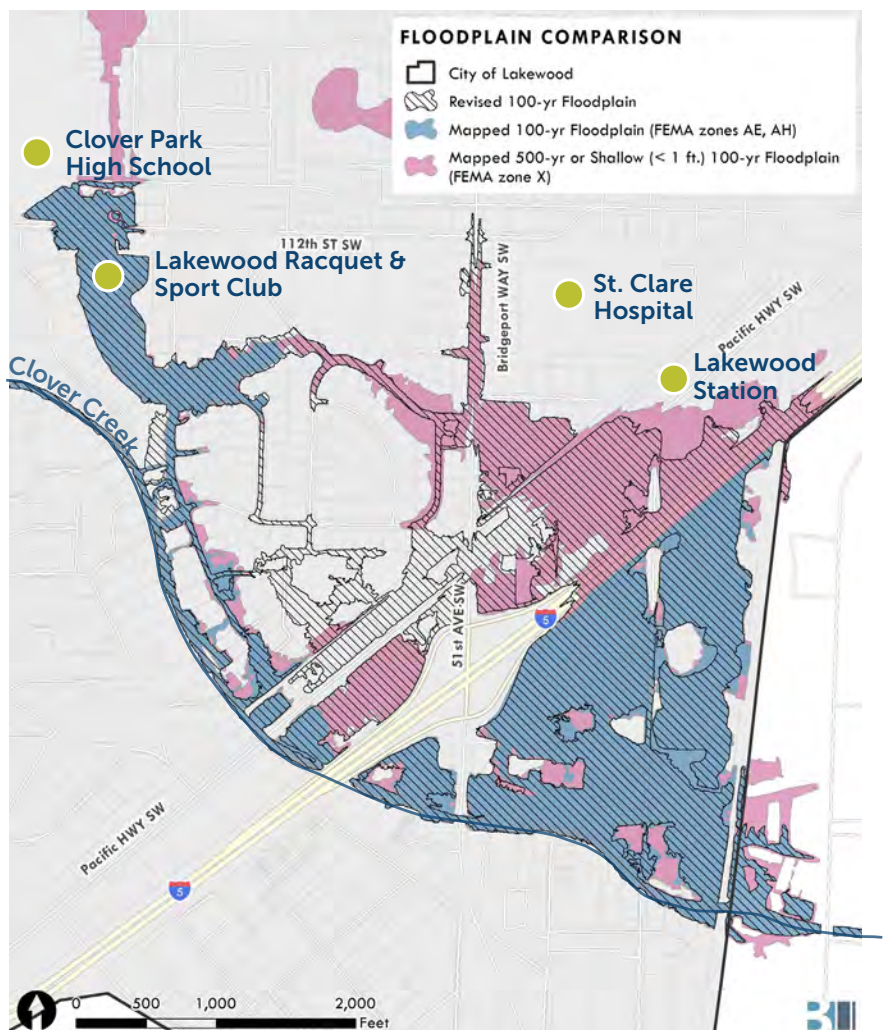 FLOODPLAIN COMPARISON
City of Lakewood
Revised 100-yr Floodplain
Mapped 100-yr Floodplain (FEMA zones AE, AH)
Mapped 500-yr or Shallow (< 1 ft.) 100-yr Floodplain
(FEMA zone X)
Clover Park
High School
112th ST SW
Lakewood Racquet &
Sport Club
St. Clare
Hospital
Bridgeport WAY SW
Pacific HWY SW
Lakewood
Station
Clover Creek
51st AVE SW
5
Pacific HWY SW
5
0 500 1,000 2,000
Feet